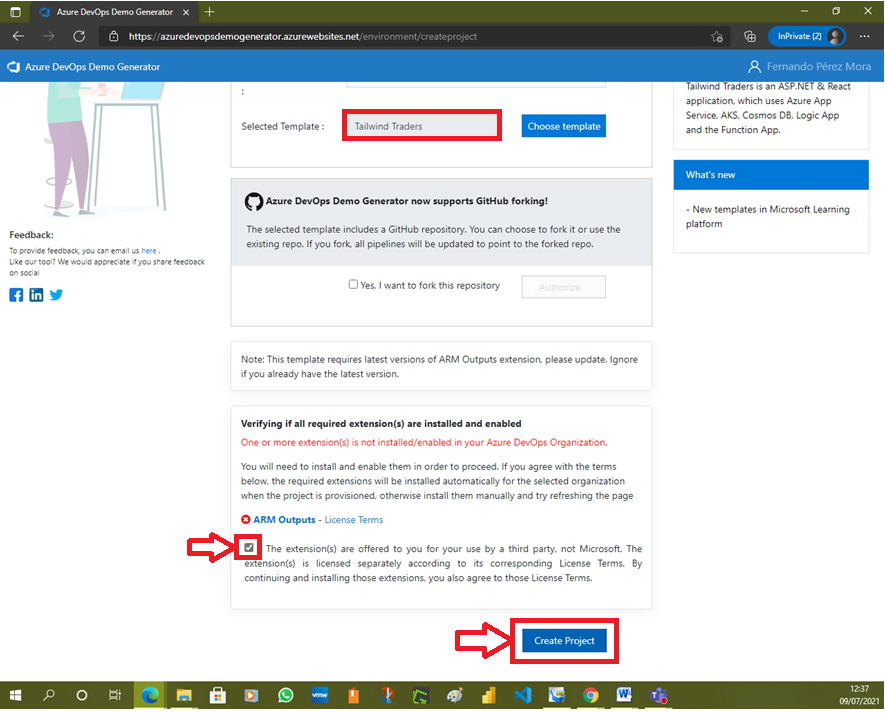 Azure DevOps Demo Generator
InPrivate (2)
https://azuredevopsdemogenerator.azurewebsites.net/environment/createproject
Azure DevOps Demo Generator
Fernando Pérez Mora
:
Selected Template :
Tailwind Traders
Choose template
Tailwind Traders is an ASP.NET & React
application, which uses Azure App
Service, AKS, Cosmos DB, Logic App
and the Function App.
What's new
- New templates in Microsoft Learning
platform
Feedback:
To provide feedback, you can email us here .
Like our tool? We would appreciate if you share feedback
on social
Azure DevOps Demo Generator now supports GitHub forking!
The selected template includes a GitHub repository. You can choose to fork it or use the
existing repo. If you fork, all pipelines will be updated to point to the forked repo.
Yes, I want to fork this repository
Authorize
Note: This template requires latest versions of ARM Outputs extension, please update. Ignore
if you already have the latest version.
Verifying if all required extension(s) are installed and enabled
One or more extension(s) is not installed/enabled in your Azure DevOps Organization.
You will need to install and enable them in order to proceed. If you agree with the terms
below, the required extensions will be installed automatically for the selected organization
when the project is provisioned, otherwise install them manually and try refreshing the page
ARM Outputs - License Terms
The extension(s) are offered to you for your use by a third party, not Microsoft. The
extension(s) is licensed separately according to its corresponding License Terms. By
continuing and installing those extensions, you also agree to those License Terms.
Create Project
vmw
12:37
09/07/2021